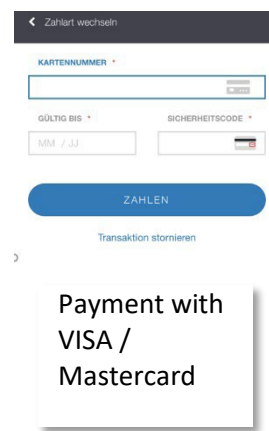 Zahlart wechseln
KARTENNUMMER *
GÜLTIG BIS *
SICHERHEITSCODE *
MM / JJ
ZAHLEN
Transaktion stornieren
Payment with
VISA /
Mastercard